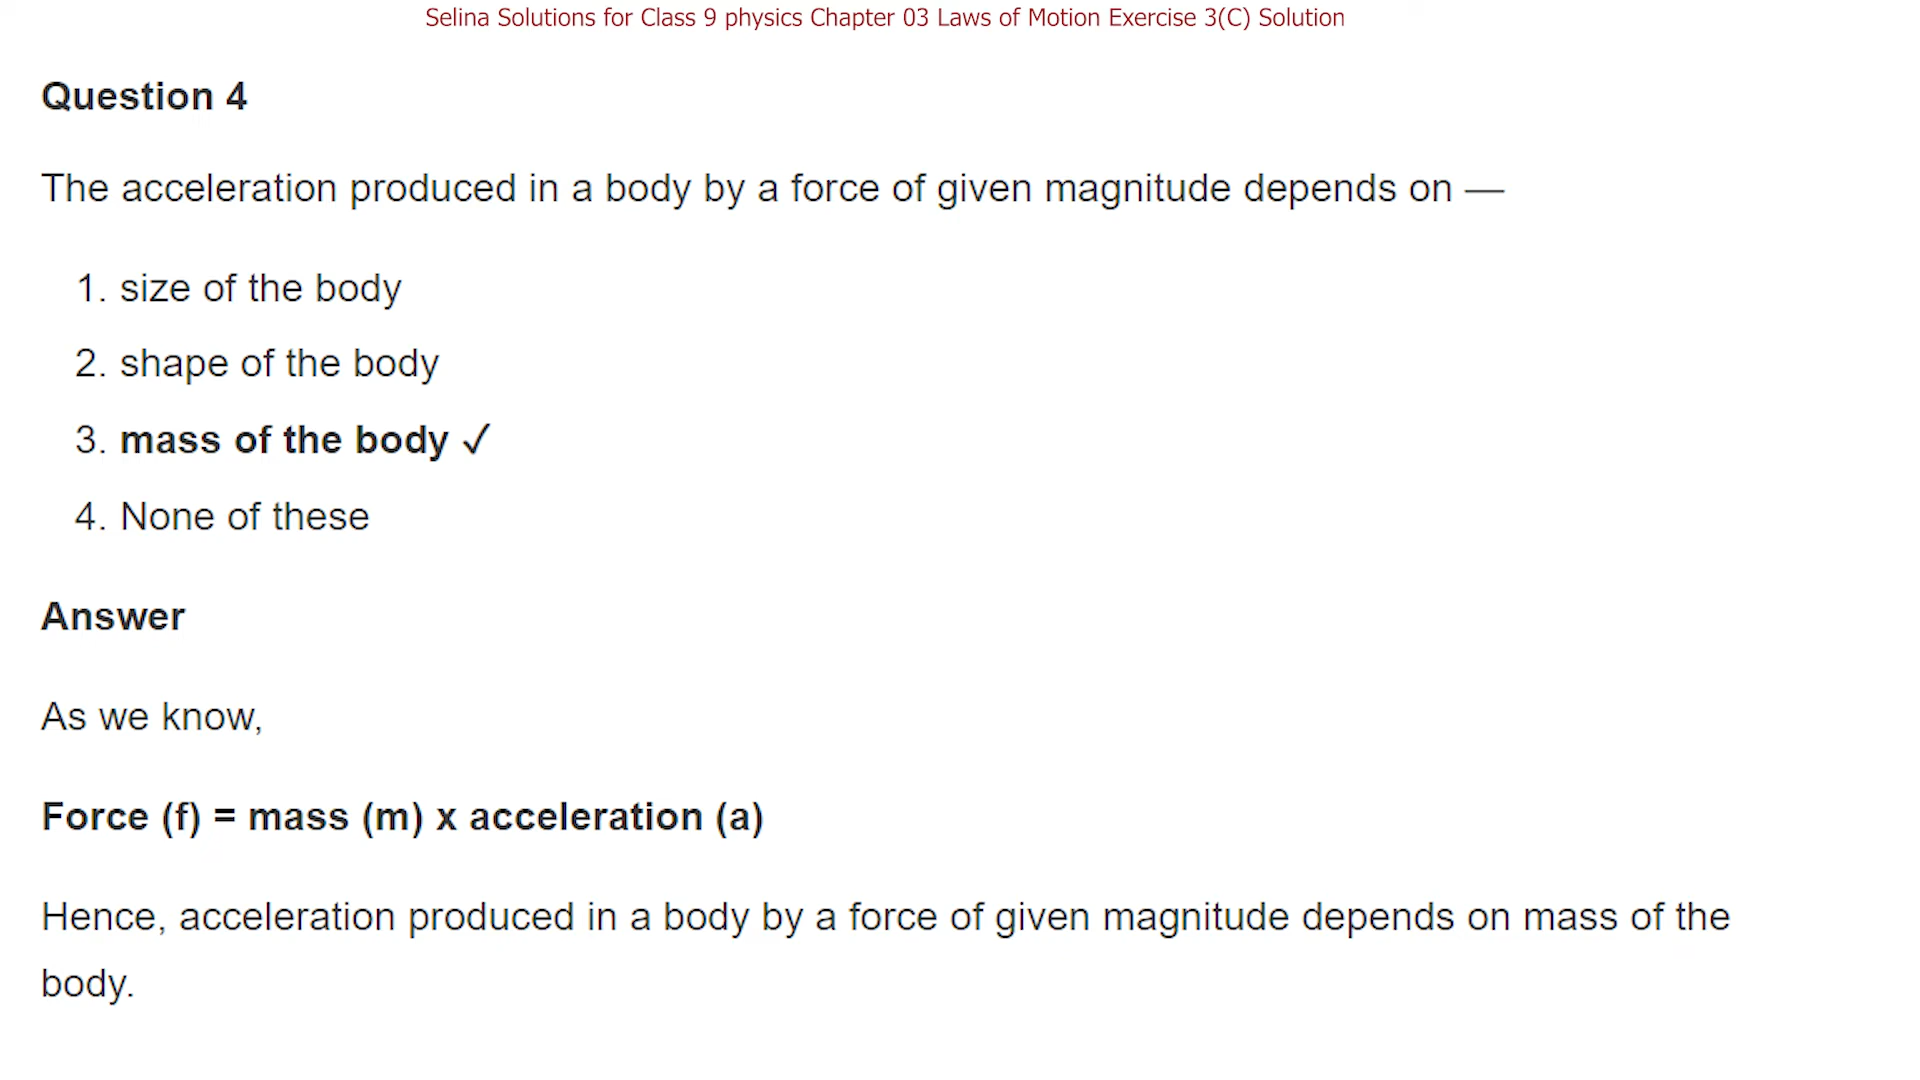 Selina Solutions for Class 9 physics Chapter 03 Laws of Motion Exercise 3(C) Solution
Question 4
The acceleration produced in a body by a force of given magnitude depends on —
1. size of the body
2. shape of the body
3. mass of the body ✓
4. None of these
Answer
As we know,
Force (f) = mass (m) x acceleration (a)
Hence, acceleration produced in a body by a force of given magnitude depends on mass of the
body.